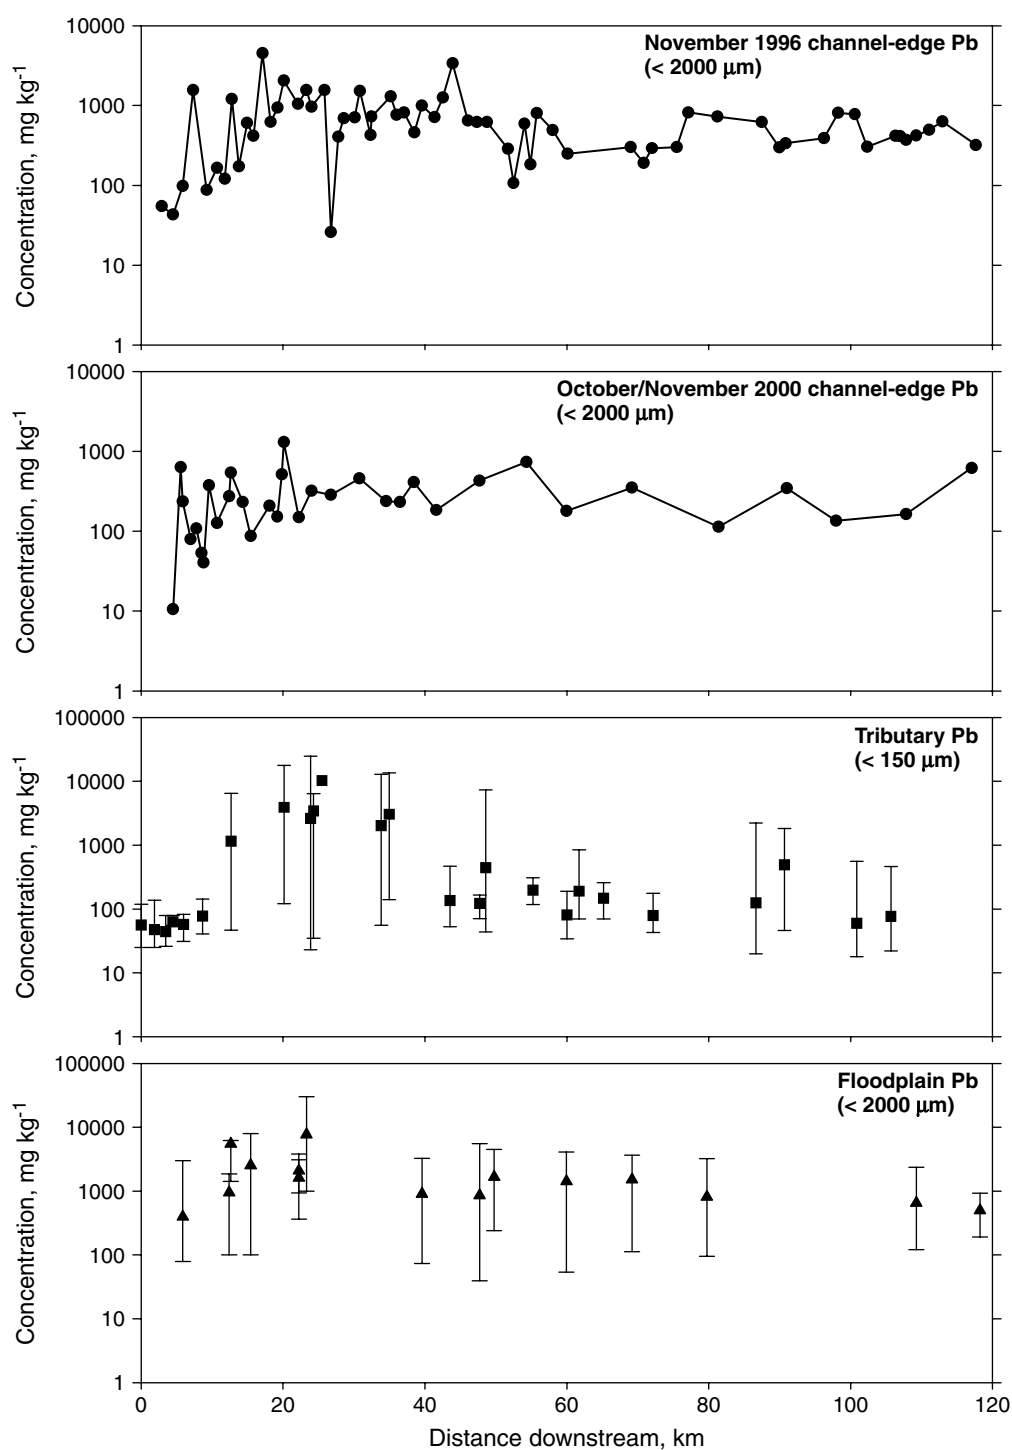 10000
1000
100
10
1
Concentration, mg kg-1
November 1996 channel-edge Pb
(< 2000 µm)
10000
1000
100
10
1
Concentration, mg kg-1
October/November 2000 channel-edge Pb
(< 2000 µm)
100000
10000
1000
100
10
1
Concentration, mg kg-1
Tributary Pb
(< 150 µm)
100000
10000
1000
100
10
1
Concentration, mg kg-1
Floodplain Pb
(< 2000 µm)
0 20 40 60 80 100 120
Distance downstream, km